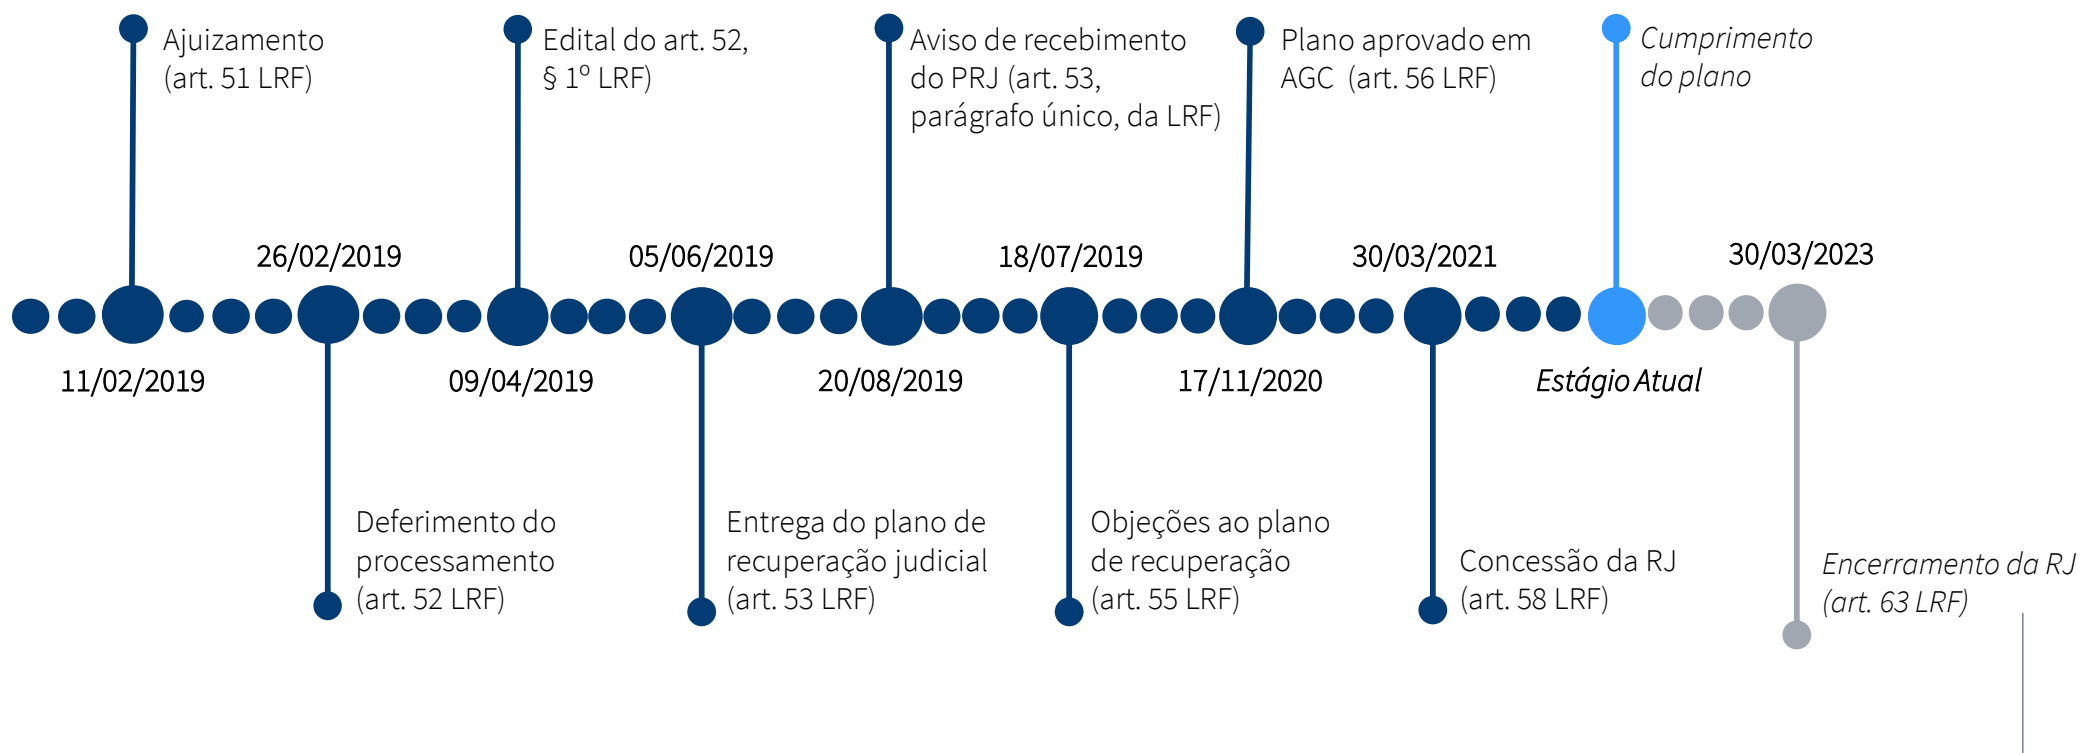 Ajuizamento
(art. 51 LRF)
Edital do art. 52,
§ 1º LRF)
Aviso de recebimento
do PRJ (art. 53,
parágrafo único, da LRF)
Plano aprovado em
AGC (art. 56 LRF)
Cumprimento
do plano
26/02/2019
05/06/2019
18/07/2019
30/03/2021
30/03/2023
11/02/2019
09/04/2019
20/08/2019
17/11/2020
Estágio Atual
Deferimento do
processamento
(art. 52 LRF)
Entrega do plano de
recuperação judicial
(art. 53 LRF)
Objeções ao plano
de recuperação
(art. 55 LRF)
Concessão da RJ
(art. 58 LRF)
Encerramento da RJ
(art. 63 LRF)